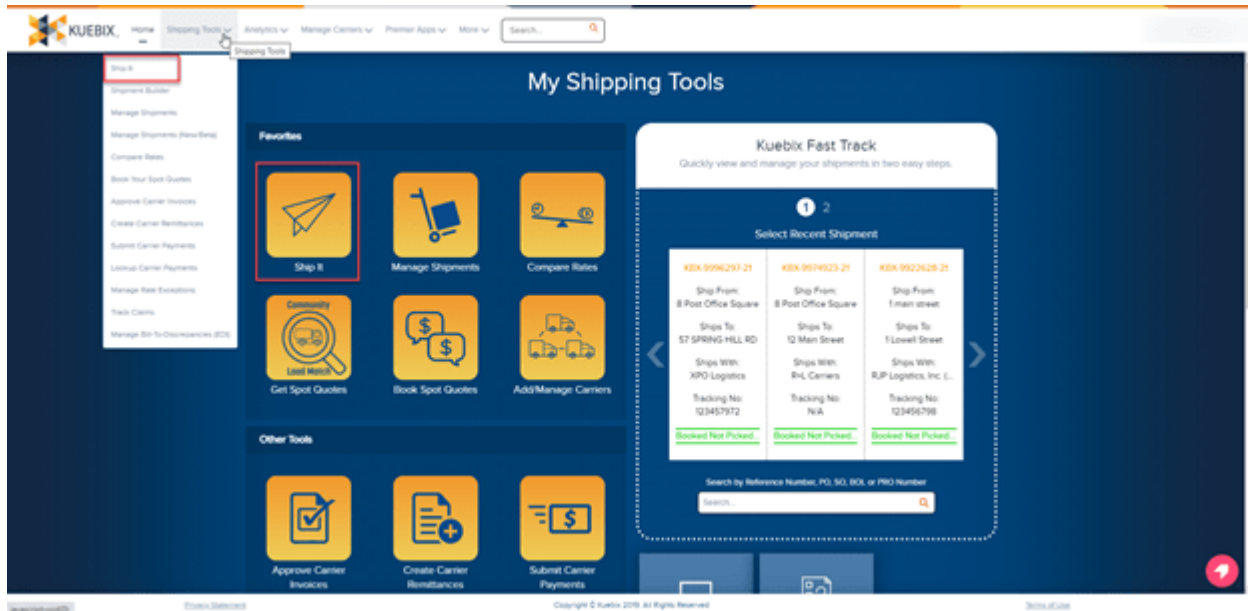 KUEBIX
Home
Shipping Tools
Analytics
Manage Carriers
Premier Apps
More
Search...
Shipping Tools
Ship It
Shipment Builder
Manage Shipments
Manage Shipments (New/Beta)
Compare Rates
Book Your Spot Quotes
Approve Carrier Invoices
Create Carrier Remittances
Submit Carrier Payments
Lookup Carrier Payments
Manage Rate Exceptions
Track Claims
Manage Bill-To-Discrepancies (EDI)
My Shipping Tools
Favorites
Ship It
Manage Shipments
Compare Rates
Community
Load Match
Get Spot Quotes
Book Spot Quotes
Add/Manage Carriers
Other Tools
Approve Carrier
Invoices
Create Carrier
Remittances
Submit Carrier
Payments
Kuebix Fast Track
Quickly view and manage your shipments in two easy steps.
1 2
Select Recent Shipment
KBX-9996297-21
Ship From:
8 Post Office Square
Ships To:
57 SPRING HILL RD
Ships With:
XPO Logistics
Tracking No:
123457972
Booked Not Picked...
KBX-9974923-21
Ship From:
8 Post Office Square
Ships To:
12 Main Street
Ships With:
R+L Carriers
Tracking No:
N/A
Booked Not Picked...
KBX-9922628-21
Ship From:
1 main street
Ships To:
1 Lowell Street
Ships With:
RJP Logistics, Inc. (...
Tracking No:
123456798
Booked Not Picked...
Search by Reference Number, PO, SO, BOL or PRO Number
Search...
Privacy Statement
Copyright © Kuebix 2019. All Rights Reserved
Terms of Use